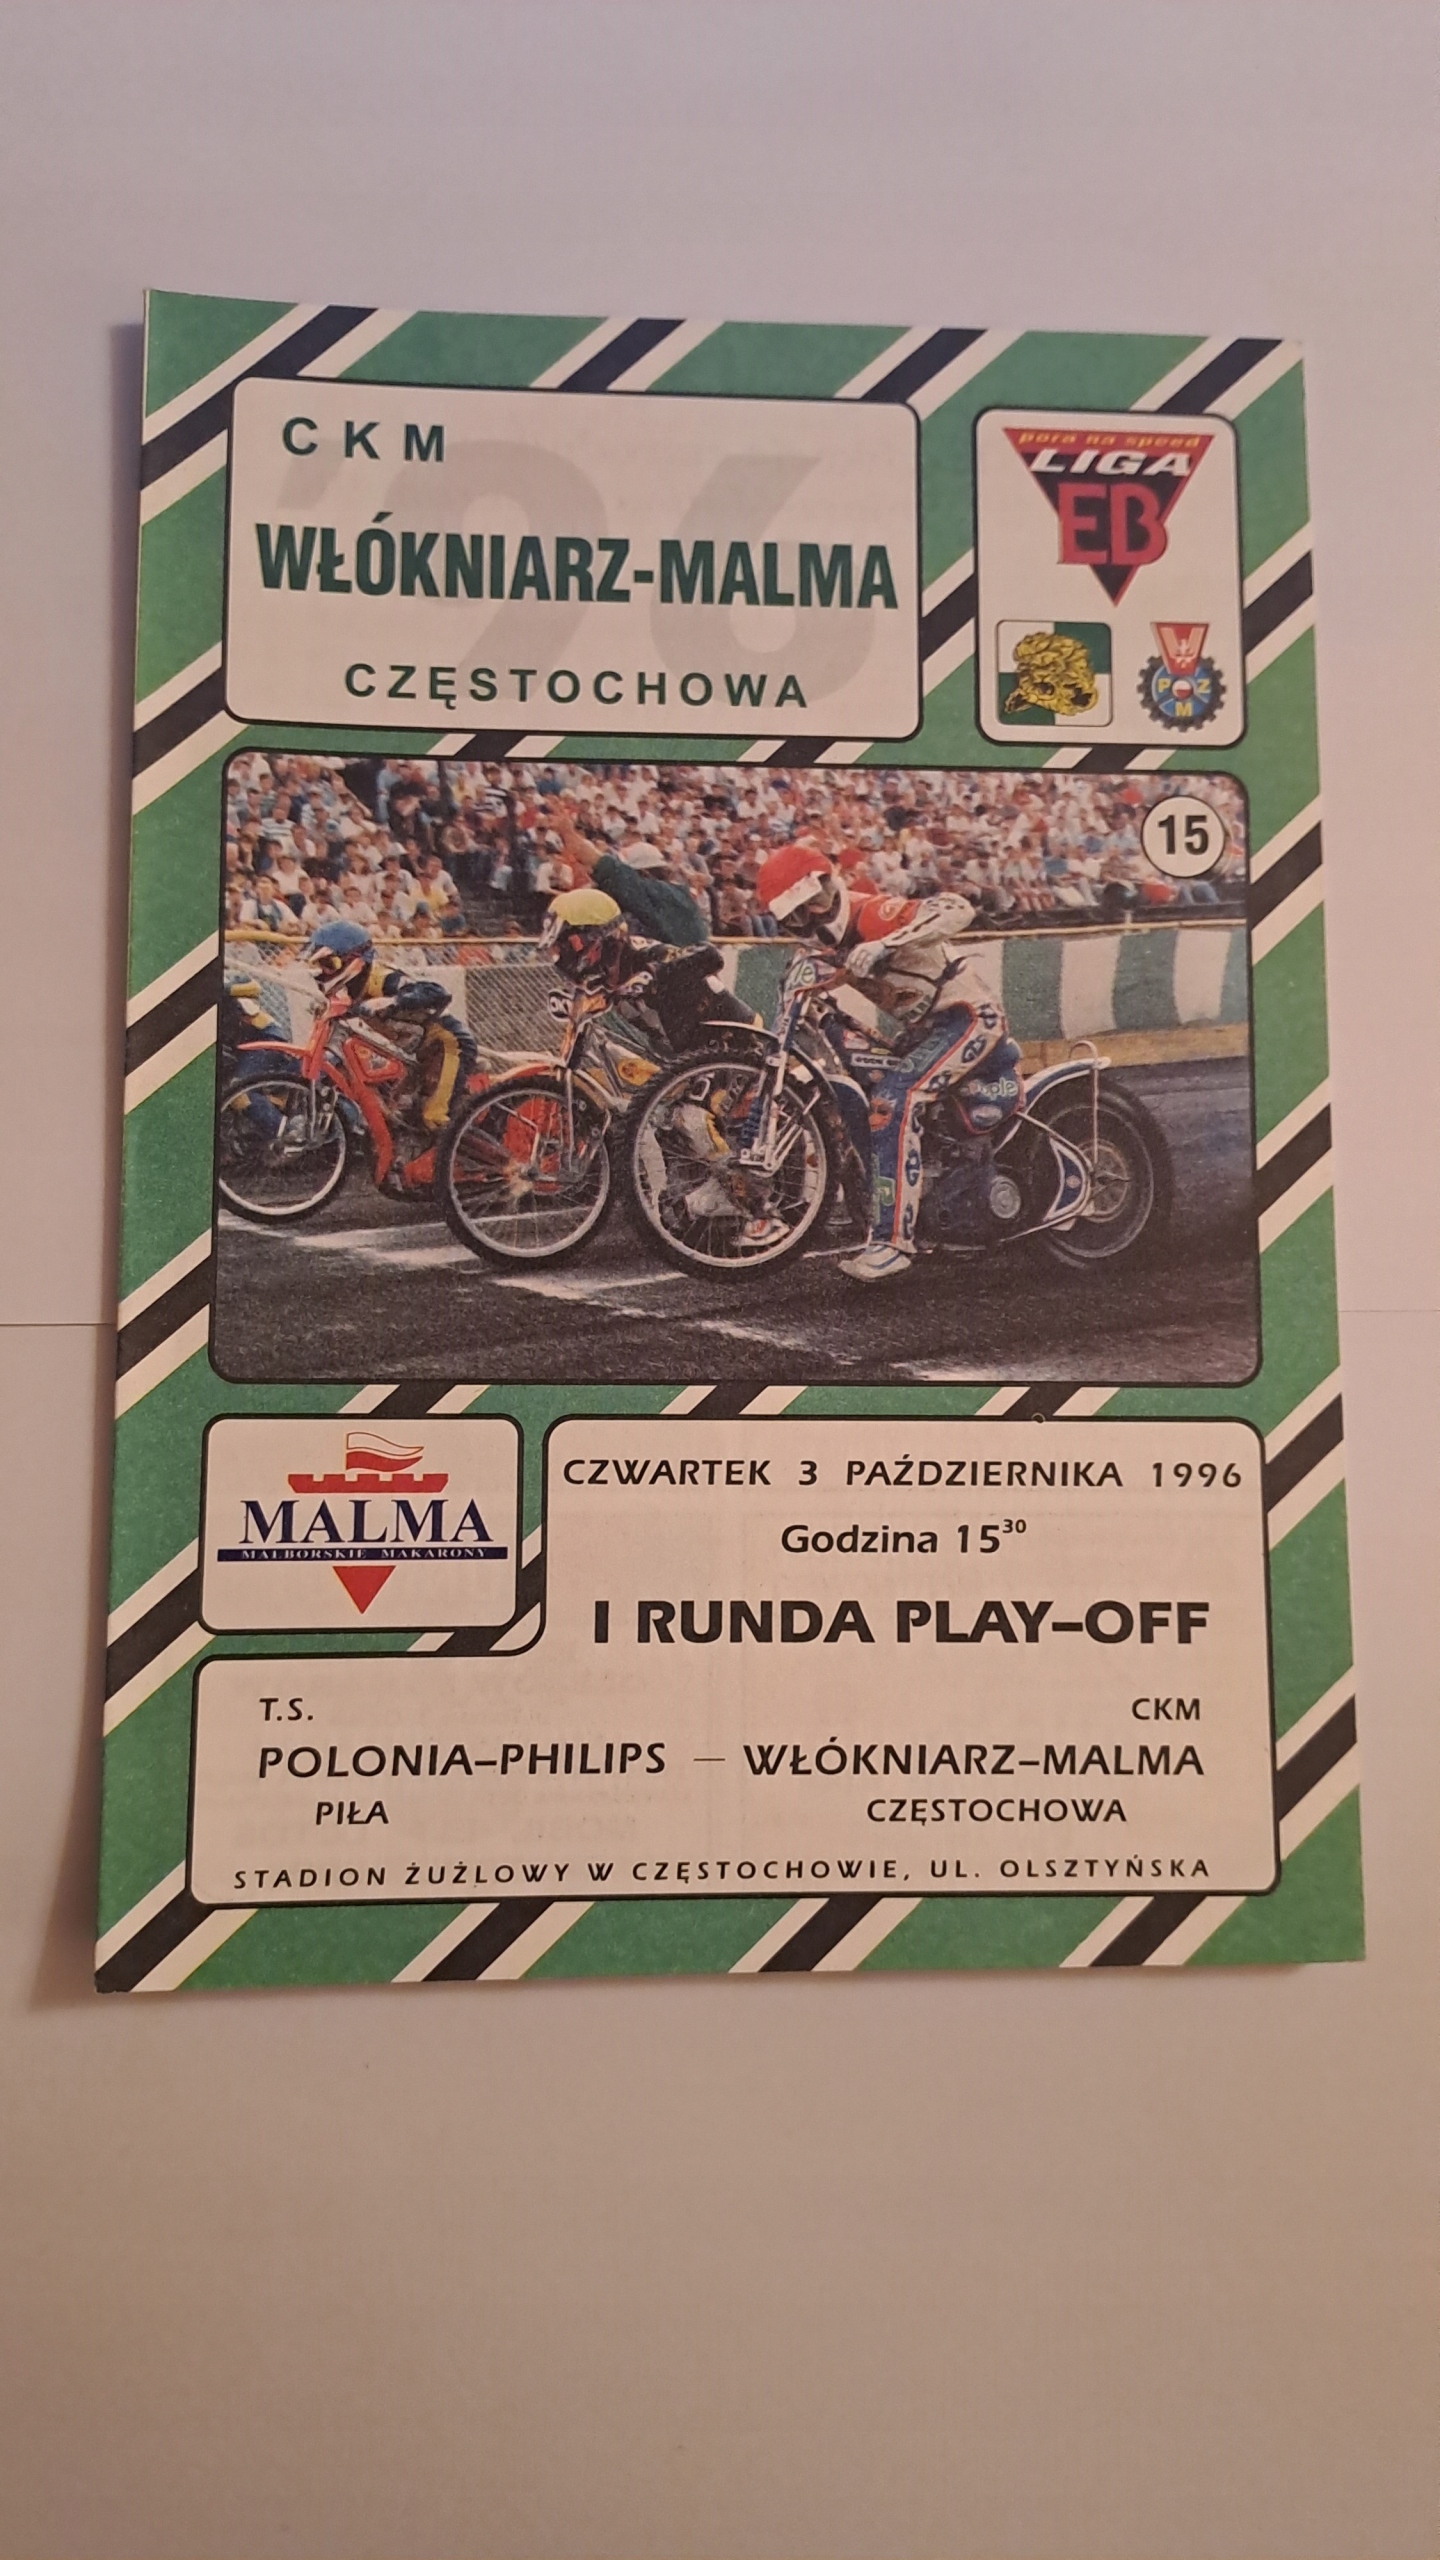 CKM
'96
WŁÓKNIARZ-MALMA
CZĘSTOCHOWA
pora na speed
LIGA
EB
PZM
15
MALMA
MALBORSKIE MAKARONY
CZWARTEK 3 PAŹDZIERNIKA 1996
Godzina 15³⁰
I RUNDA PLAY–OFF
T.S.
POLONIA–PHILIPS — WŁÓKNIARZ–MALMA
PIŁA
CKM
CZĘSTOCHOWA
STADION ŻUŻLOWY W CZĘSTOCHOWIE, UL. OLSZTYŃSKA